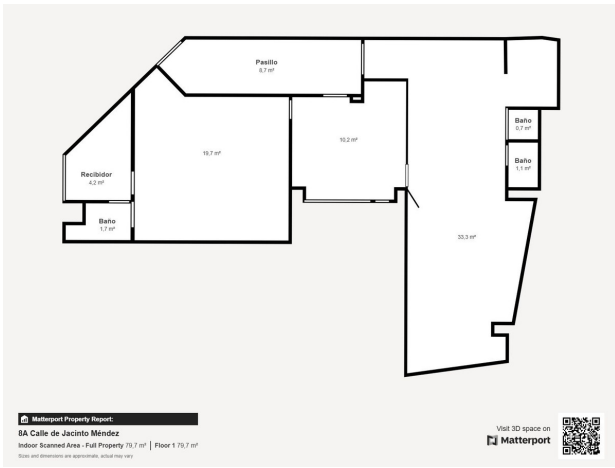 Pasillo
8,7 m²
19,7 m²
10,2 m²
Baño
0,7 m²
Baño
1,1 m²
Recibidor
4,2 m²
Baño
1,7 m²
33,3 m²
Matterport Property Report:
8A Calle de Jacinto Méndez
Indoor Scanned Area - Full Property 79,7 m² | Floor 1 79,7 m²
Sizes and dimensions are approximate, actual may vary.
Visit 3D space on
Matterport